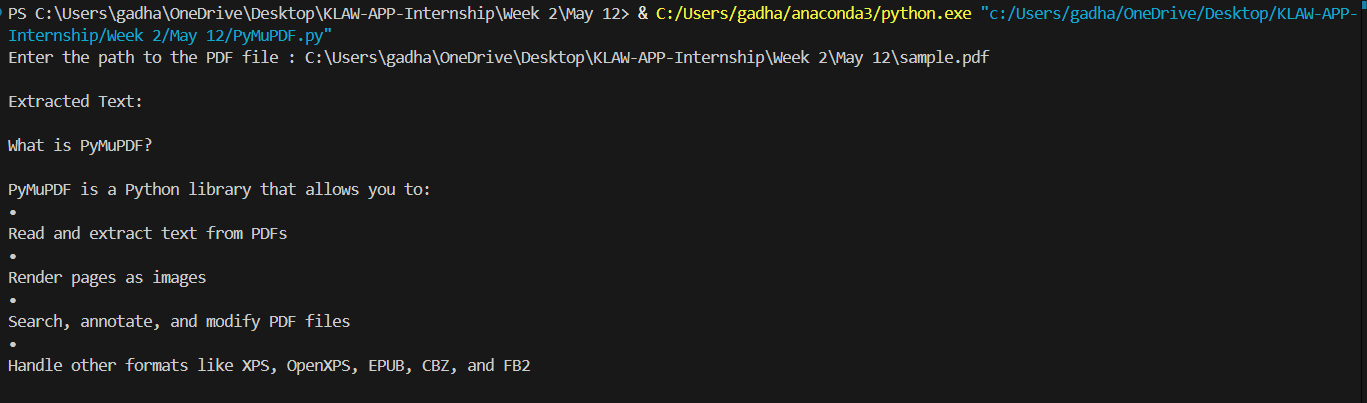 PS C:\Users\gadha\OneDrive\Desktop\KLAW-APP-Internship\Week 2\May 12> & C:/Users/gadha/anaconda3/python.exe "c:/Users/gadha/OneDrive/Desktop/KLAW-APP-
Internship/Week 2/May 12/PyMuPDF.py"
Enter the path to the PDF file : C:\Users\gadha\OneDrive\Desktop\KLAW-APP-Internship\Week 2\May 12\sample.pdf
Extracted Text:
What is PyMuPDF?
PyMuPDF is a Python library that allows you to:
•
Read and extract text from PDFs
•
Render pages as images
•
Search, annotate, and modify PDF files
•
Handle other formats like XPS, OpenXPS, EPUB, CBZ, and FB2